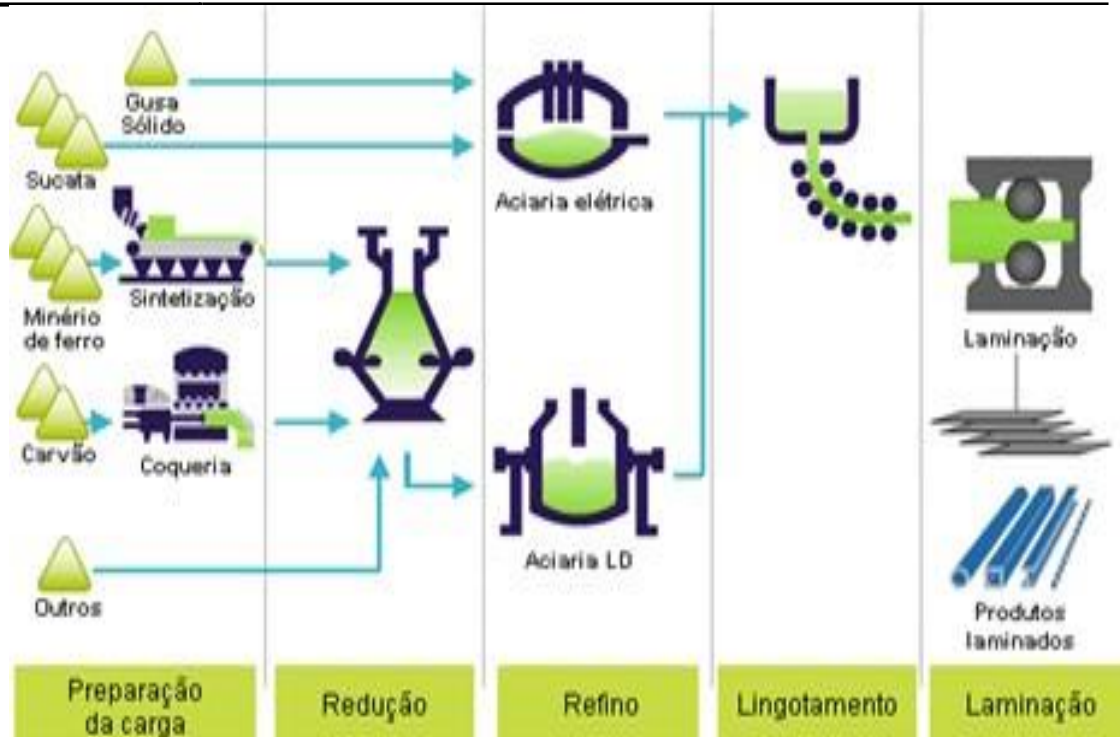 Gusa
Sólido
Sucata
Aciaria elétrica
Minério
de ferro
Sintetização
Carvão
Coqueria
Aciaria LD
Outros
Laminação
Produtos
laminados
Preparação
da carga
Redução
Refino
Lingotamento
Laminação